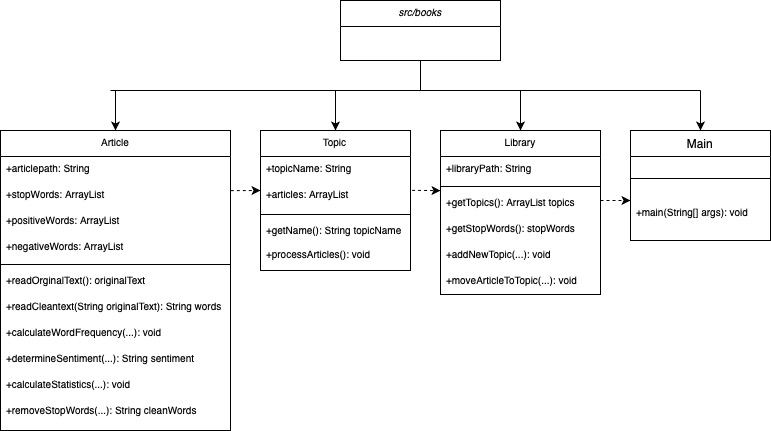 src/books
Article
+articlepath: String
+stopWords: ArrayList
+positiveWords: ArrayList
+negativeWords: ArrayList
+readOrginalText(): originalText
+readCleantext(String originalText): String words
+calculateWordFrequency(...): void
+determineSentiment(...): String sentiment
+calculateStatistics(...): void
+removeStopWords(...): String cleanWords
Topic
+topicName: String
+articles: ArrayList
+getName(): String topicName
+processArticles(): void
Library
+libraryPath: String
+getTopics(): ArrayList topics
+getStopWords(): stopWords
+addNewTopic(...): void
+moveArticleToTopic(...): void
Main
+main(String[] args): void